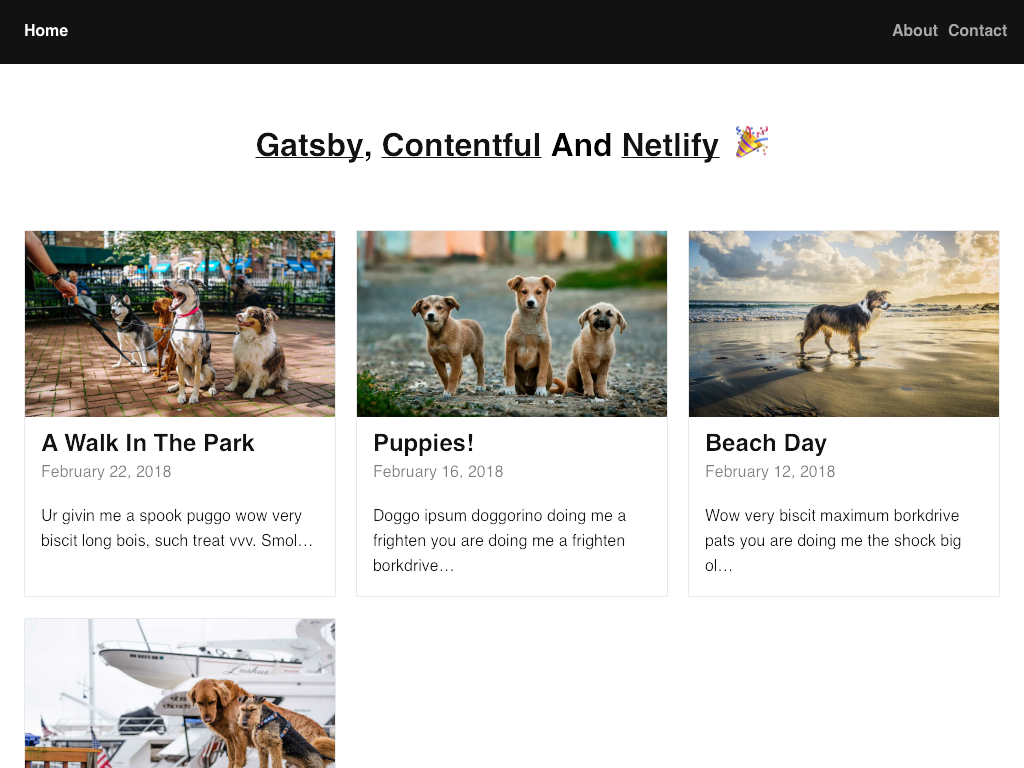 Home
About Contact
Gatsby, Contentful And Netlify 🎉
A Walk In The Park
February 22, 2018
Ur givin me a spook puggo wow very
biscit long bois, such treat vvv. Smol…
Puppies!
February 16, 2018
Doggo ipsum doggorino doing me a
frighten you are doing me a frighten
borkdrive…
Beach Day
February 12, 2018
Wow very biscit maximum borkdrive
pats you are doing me the shock big
ol…